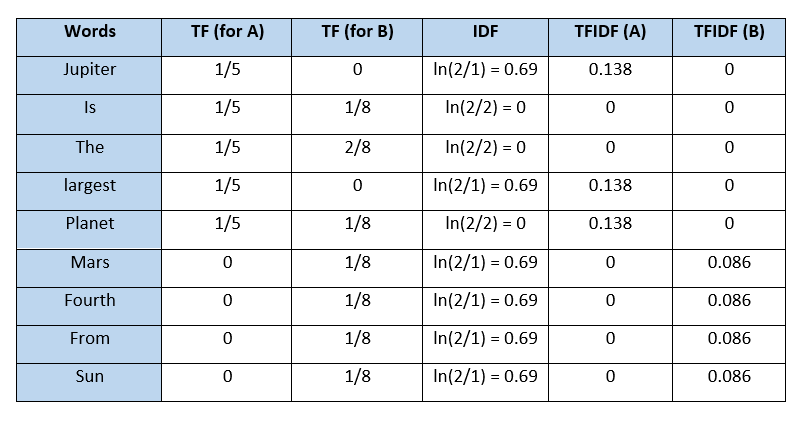 Words TF (for A) TF (for B) IDF TFIDF (A) TFIDF (B)
Jupiter 1/5 0 ln(2/1) = 0.69 0.138 0
Is 1/5 1/8 ln(2/2) = 0 0 0
The 1/5 2/8 ln(2/2) = 0 0 0
largest 1/5 0 ln(2/1) = 0.69 0.138 0
Planet 1/5 1/8 ln(2/2) = 0 0.138 0
Mars 0 1/8 ln(2/1) = 0.69 0 0.086
Fourth 0 1/8 ln(2/1) = 0.69 0 0.086
From 0 1/8 ln(2/1) = 0.69 0 0.086
Sun 0 1/8 ln(2/1) = 0.69 0 0.086